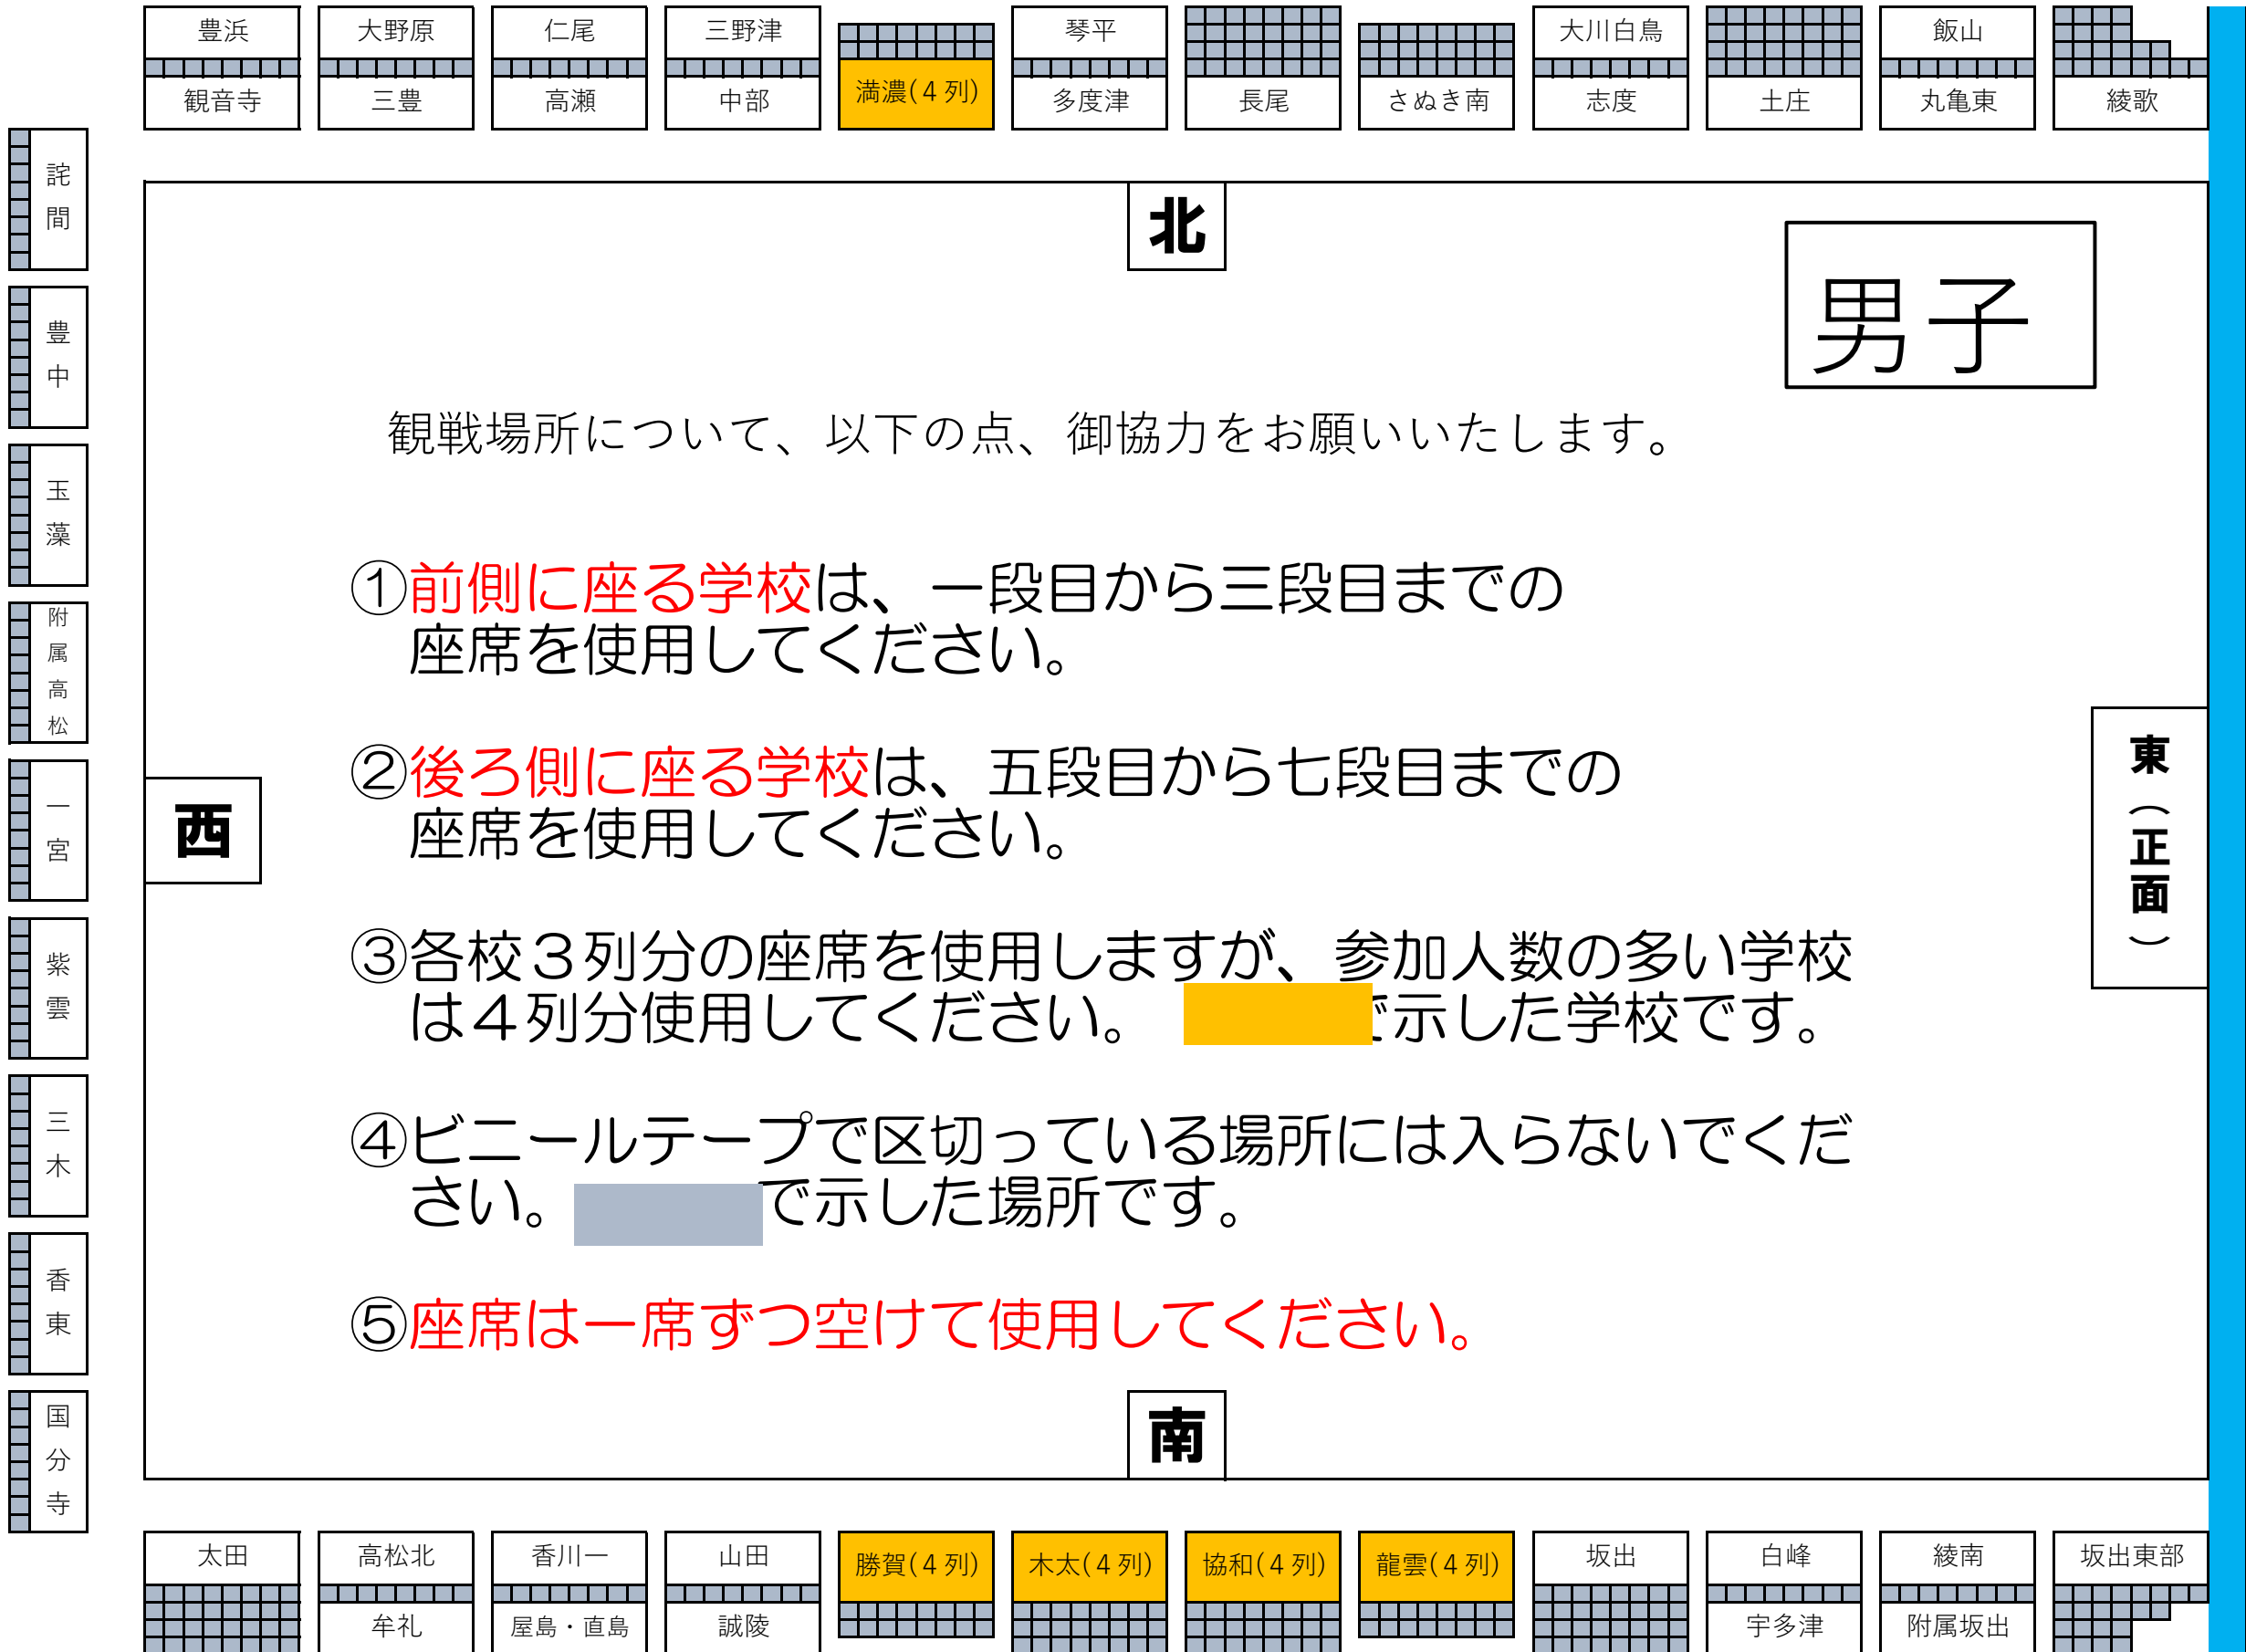 豊浜
大野原
仁尾
三野津
琴平
大川白鳥
飯山
観音寺
三豊
高瀬
中部
満濃(4列)
多度津
長尾
さぬき南
志度
土庄
丸亀東
綾歌
詫間
豊中
玉藻
附属高松
一宮
紫雲
三木
香東
国分寺
北
男子
観戦場所について、以下の点、御協力をお願いいたします。
①前側に座る学校は、一段目から三段目までの
座席を使用してください。
②後ろ側に座る学校は、五段目から七段目までの
座席を使用してください。
③各校3列分の座席を使用しますが、参加人数の多い学校
は4列分使用してください。 で示した学校です。
④ビニールテープで区切っている場所には入らないでくだ
さい。 で示した場所です。
⑤座席は一席ずつ空けて使用してください。
西
東(正面)
南
太田
高松北
香川一
山田
勝賀(4列)
木太(4列)
協和(4列)
龍雲(4列)
坂出
白峰
綾南
坂出東部
牟礼
屋島・直島
誠陵
宇多津
附属坂出